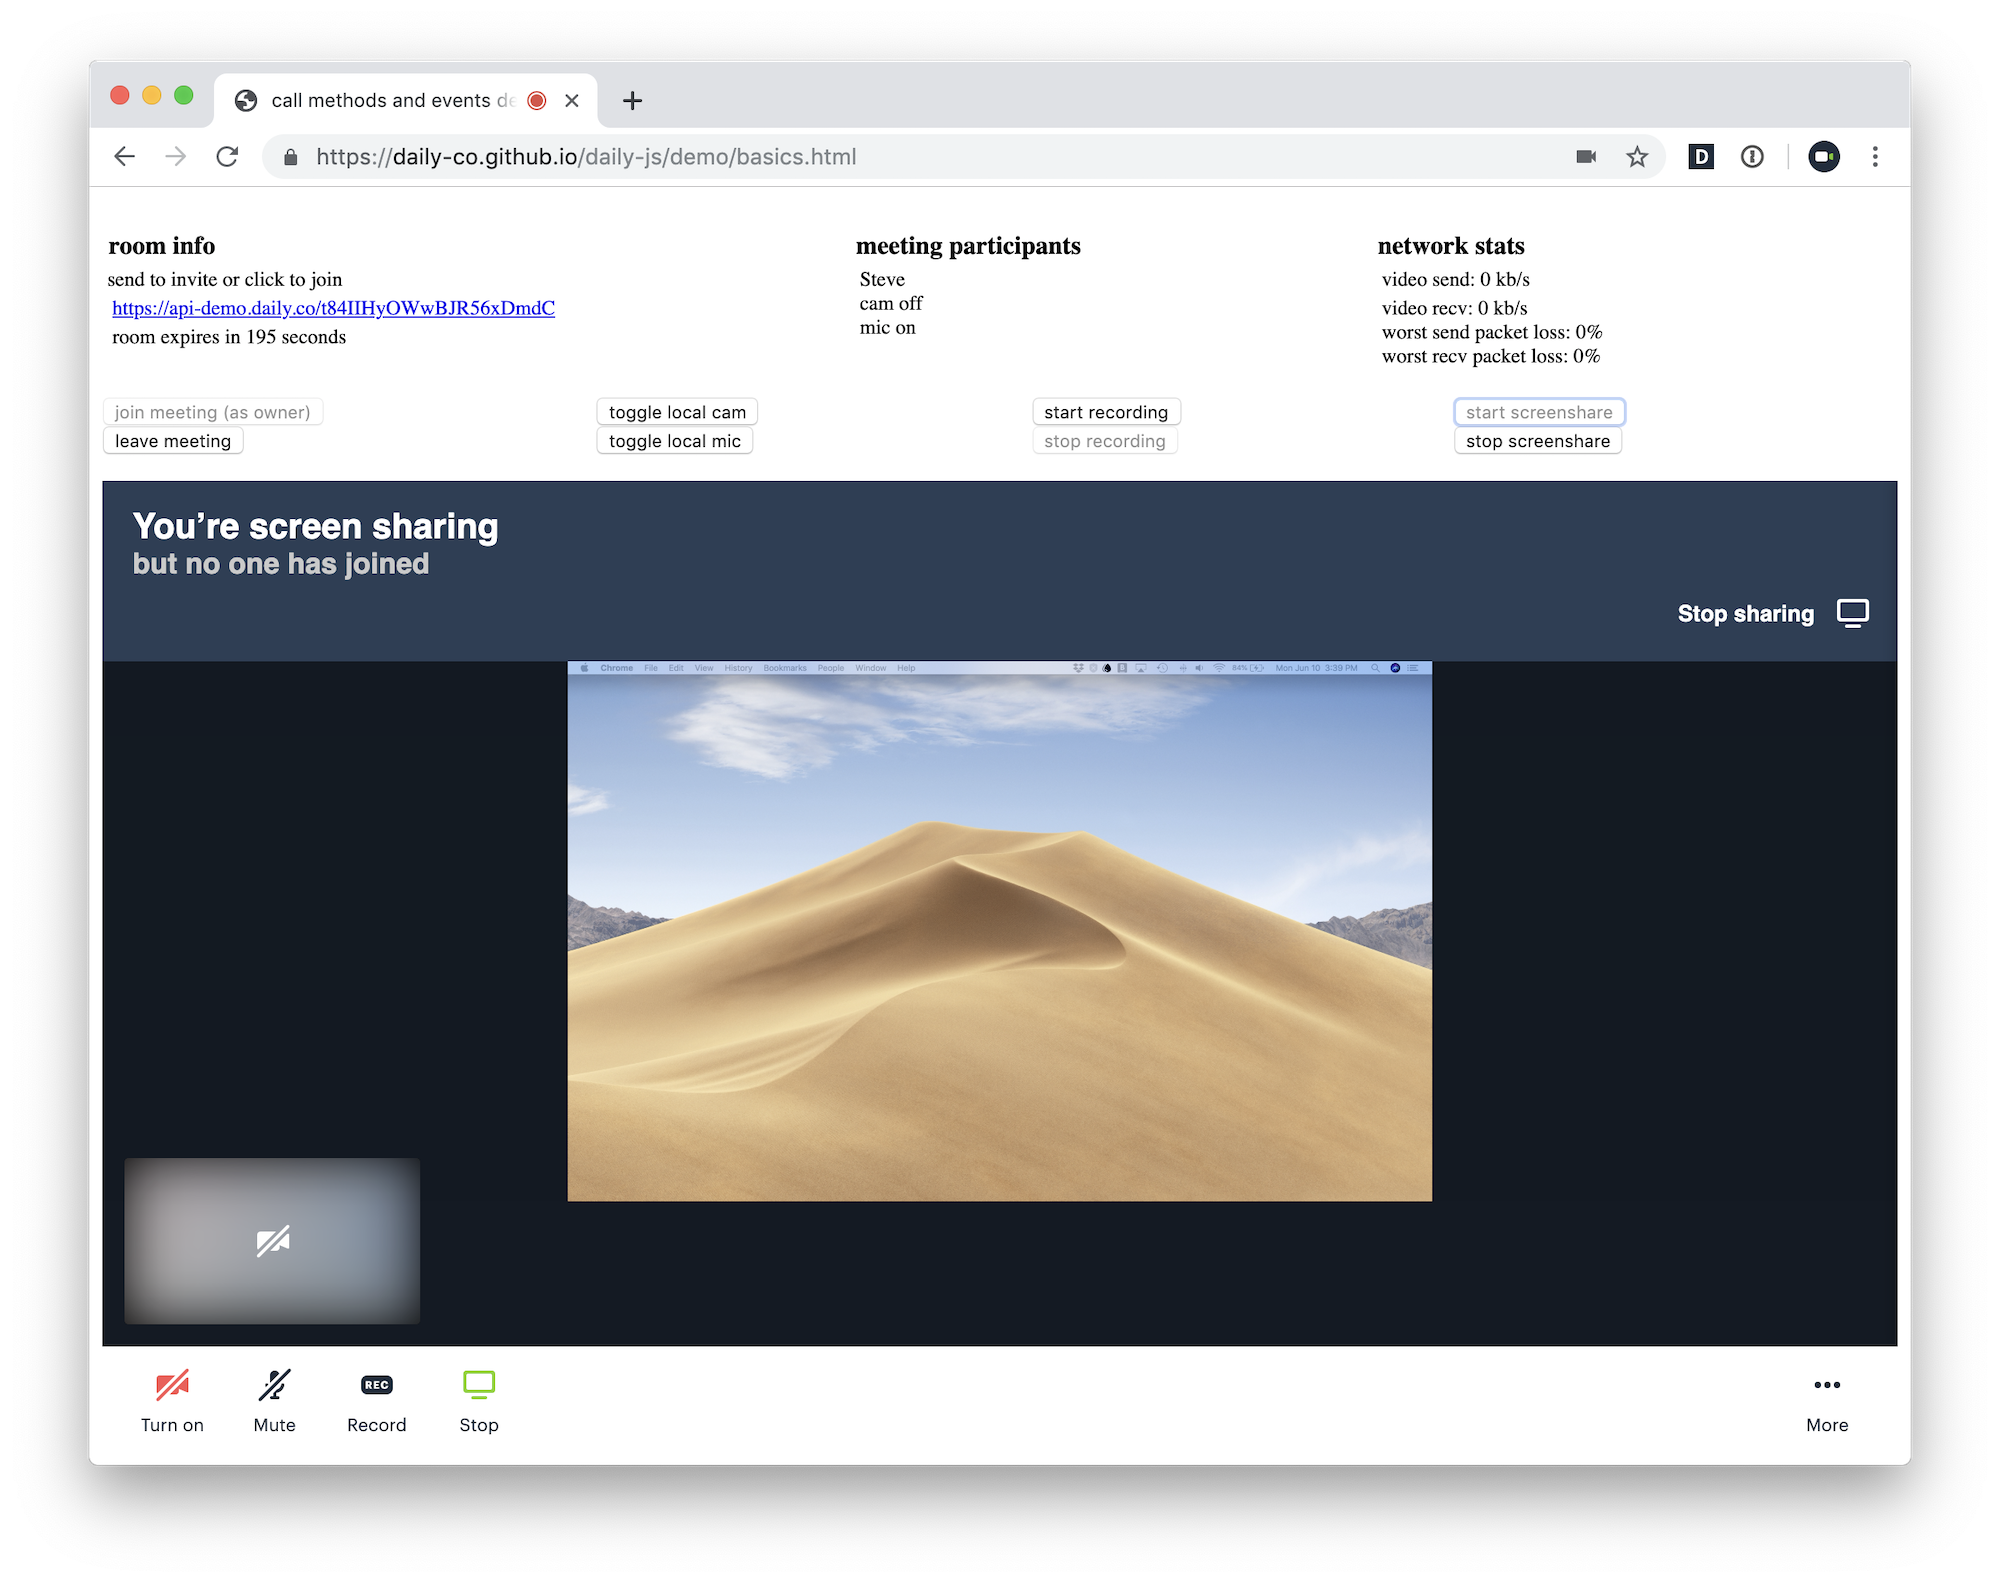 call methods and events de
https://daily-co.github.io/daily-js/demo/basics.html
D
room info
send to invite or click to join
https://api-demo.daily.co/t84IIHyOWwBJR56xDmdC
room expires in 195 seconds
meeting participants
Steve
cam off
mic on
network stats
video send: 0 kb/s
video recv: 0 kb/s
worst send packet loss: 0%
worst recv packet loss: 0%
join meeting (as owner)
leave meeting
toggle local cam
toggle local mic
start recording
stop recording
start screenshare
stop screenshare
You’re screen sharing
but no one has joined
Stop sharing
Chrome File Edit View History Bookmarks People Window Help 84% Mon Jun 10 3:39 PM
Turn on
Mute
REC
Record
Stop
More